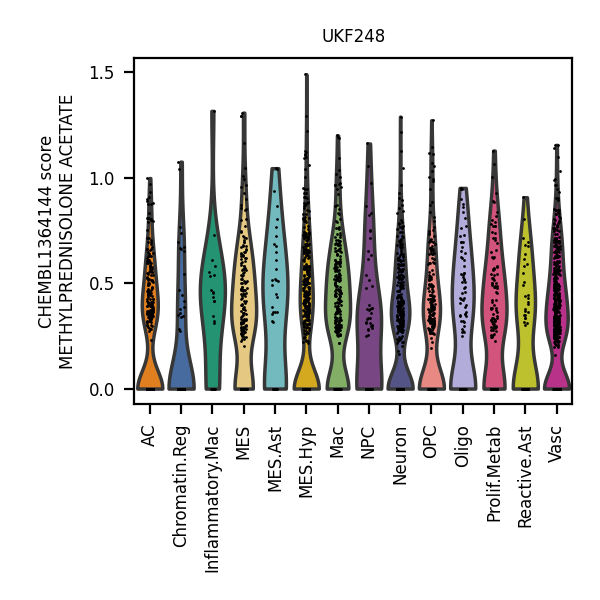 UKF248
CHEMBL1364144 score
METHYLPREDNISOLONE ACETATE
1.5
1.0
0.5
0.0
AC
Chromatin.Reg
Inflammatory.Mac
MES
MES.Ast
MES.Hyp
Mac
NPC
Neuron
OPC
Oligo
Prolif.Metab
Reactive.Ast
Vasc